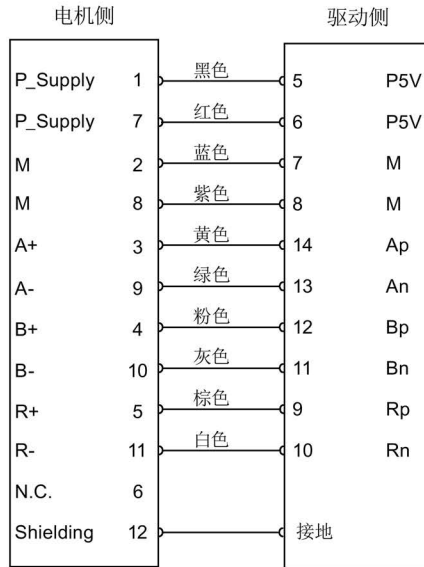 电机侧 驱动侧
P_Supply 1 黑色 5 P5V
P_Supply 7 红色 6 P5V
M 2 蓝色 7 M
M 8 紫色 8 M
A+ 3 黄色 14 Ap
A- 9 绿色 13 An
B+ 4 粉色 12 Bp
B- 10 灰色 11 Bn
R+ 5 棕色 9 Rp
R- 11 白色 10 Rn
N.C. 6
Shielding 12 接地